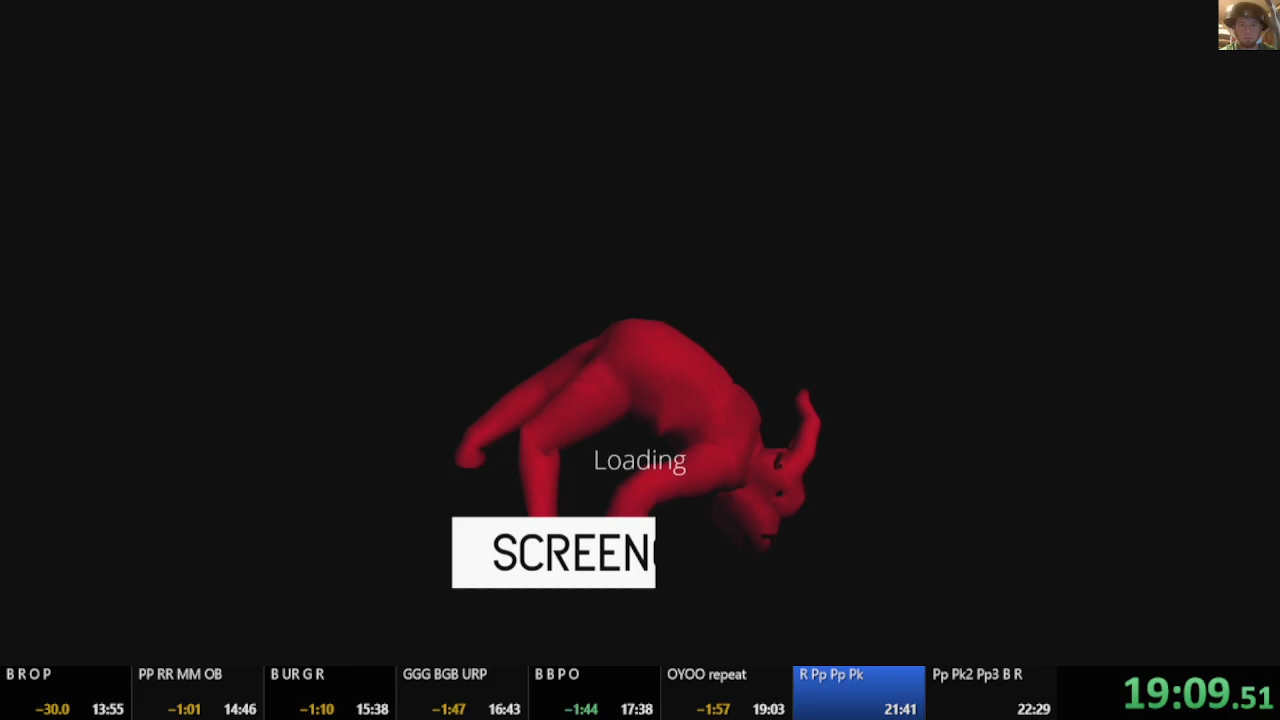 Loading
SCREEN
B R O P
−30.0 13:55
PP RR MM OB
−1:01 14:46
B UR G R
−1:10 15:38
GGG BGB URP
−1:47 16:43
B B P O
−1:44 17:38
OYOO repeat
−1:57 19:03
R Pp Pp Pk
21:41
Pp Pk2 Pp3 B R
22:29
19:09.51